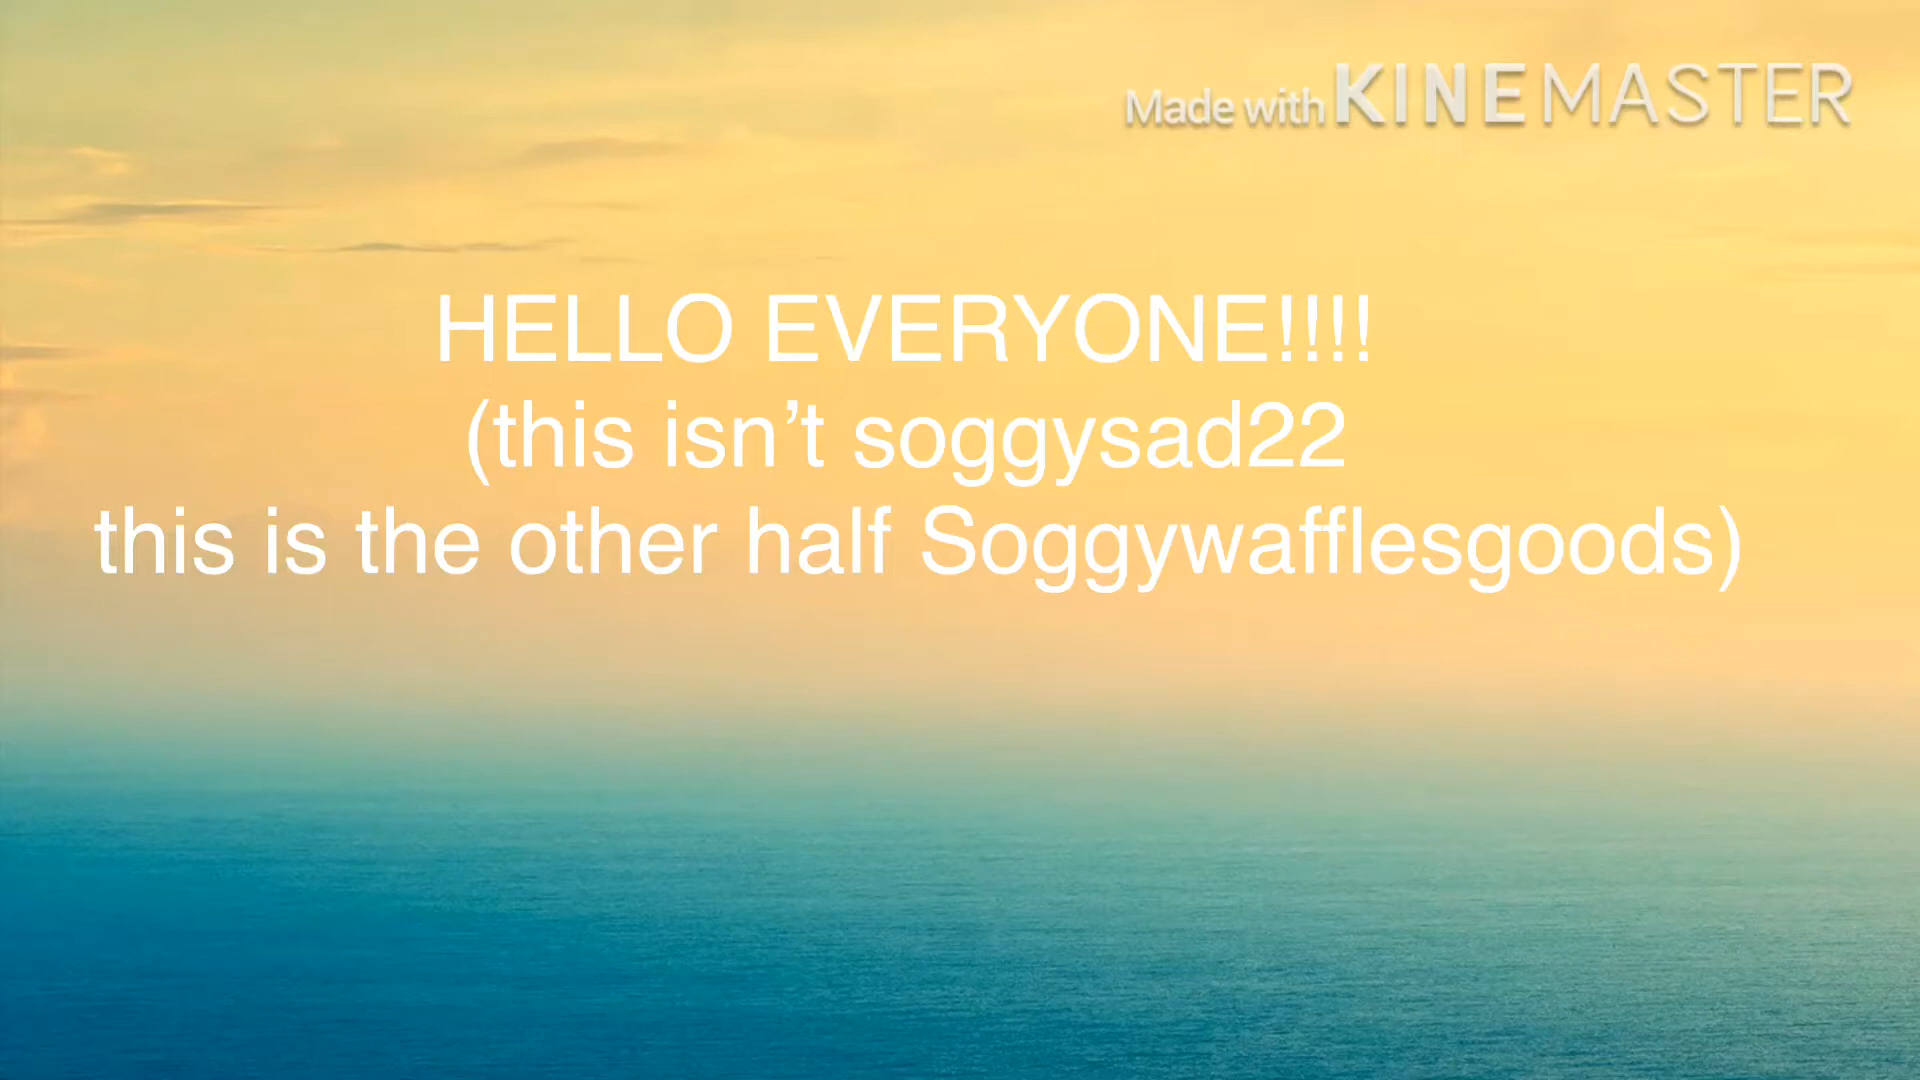 Made with KINEMASTER
HELLO EVERYONE!!!!
(this isn’t soggysad22
this is the other half Soggywafflesgoods)